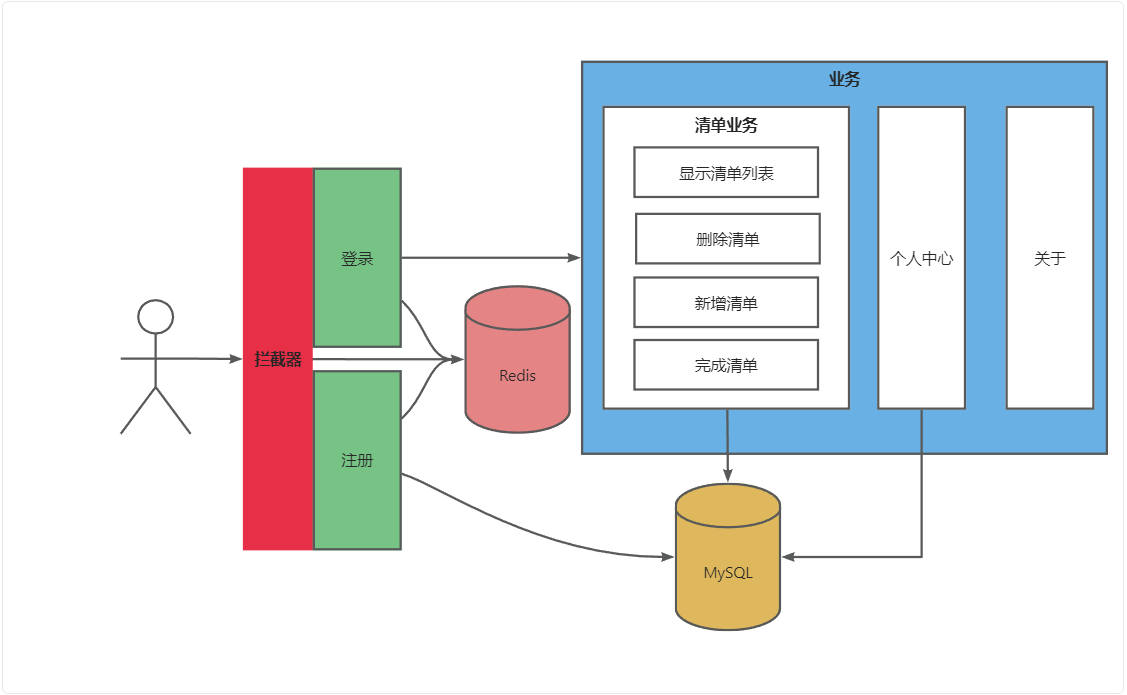 业务
清单业务
显示清单列表
删除清单
新增清单
完成清单
个人中心
关于
登录
拦截器
注册
Redis
MySQL